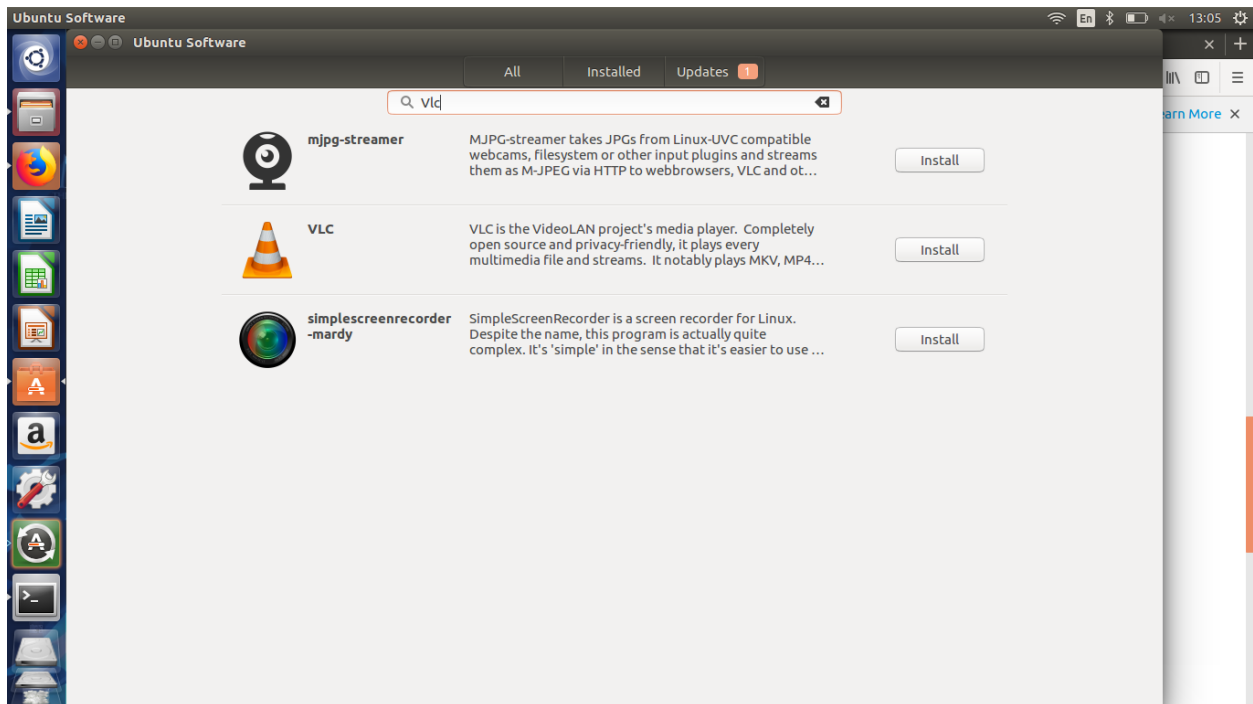 Ubuntu Software
En
13:05
Ubuntu Software
All
Installed
Updates
1
arn More
Vlc
mjpg-streamer
MJPG-streamer takes JPGs from Linux-UVC compatible
webcams, filesystem or other input plugins and streams
them as M-JPEG via HTTP to webbrowsers, VLC and ot...
Install
VLC
VLC is the VideoLAN project's media player. Completely
open source and privacy-friendly, it plays every
multimedia file and streams. It notably plays MKV, MP4...
Install
simplescreenrecorder
-mardy
SimpleScreenRecorder is a screen recorder for Linux.
Despite the name, this program is actually quite
complex. It's 'simple' in the sense that it's easier to use ...
Install
a
>_